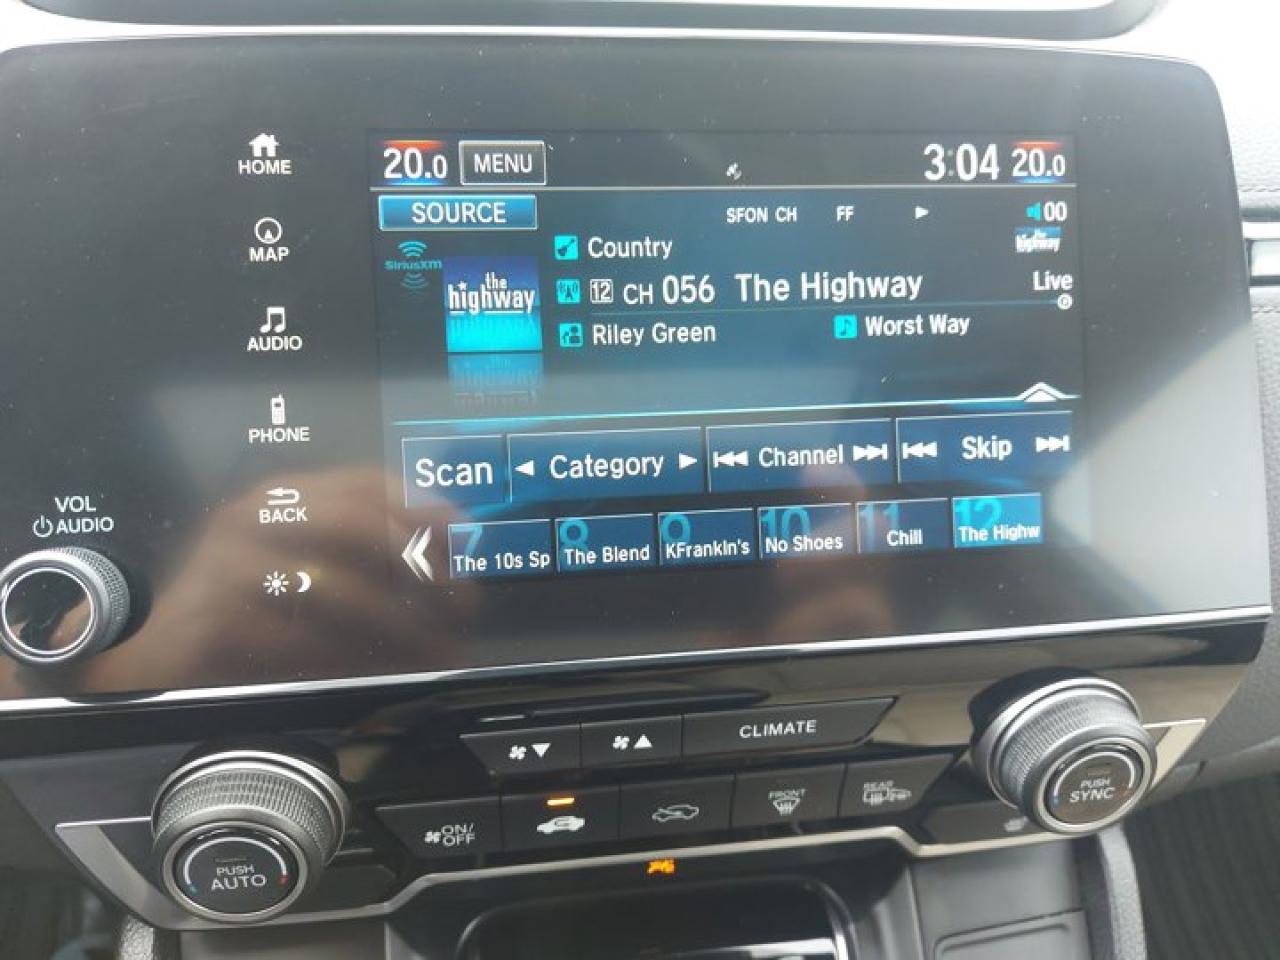 HOME
MAP
AUDIO
PHONE
BACK
VOL
AUDIO
20.0 MENU 3:04 20.0
SOURCE SFON CH FF 00
SiriusXM
the highway
Country
the highway
12 CH 056 The Highway Live
Riley Green Worst Way
Scan Category Channel Skip
7 The 10s Sp
8 The Blend
9 KFrankln's
10 No Shoes
11 Chill
12 The Highw
CLIMATE
ON/
OFF
FRONT
REAR
PUSH
AUTO
PUSH
SYNC